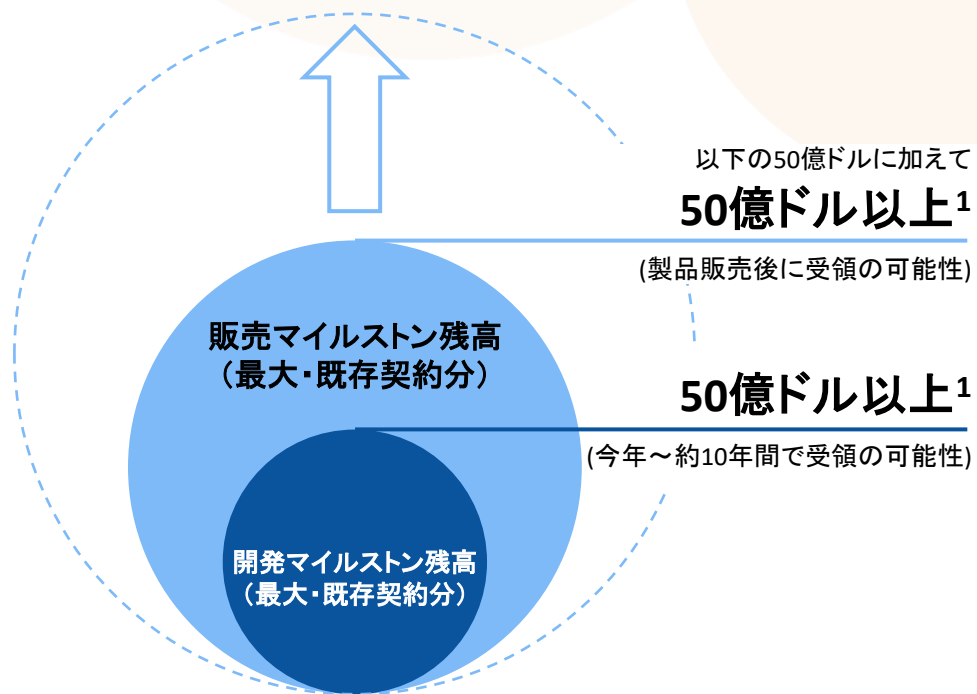 以下の50億ドルに加えて
50億ドル以上1
(製品販売後に受領の可能性)
販売マイルストン残高
（最大・既存契約分）
50億ドル以上1
(今年～約10年間で受領の可能性)
開発マイルストン残高
（最大・既存契約分）